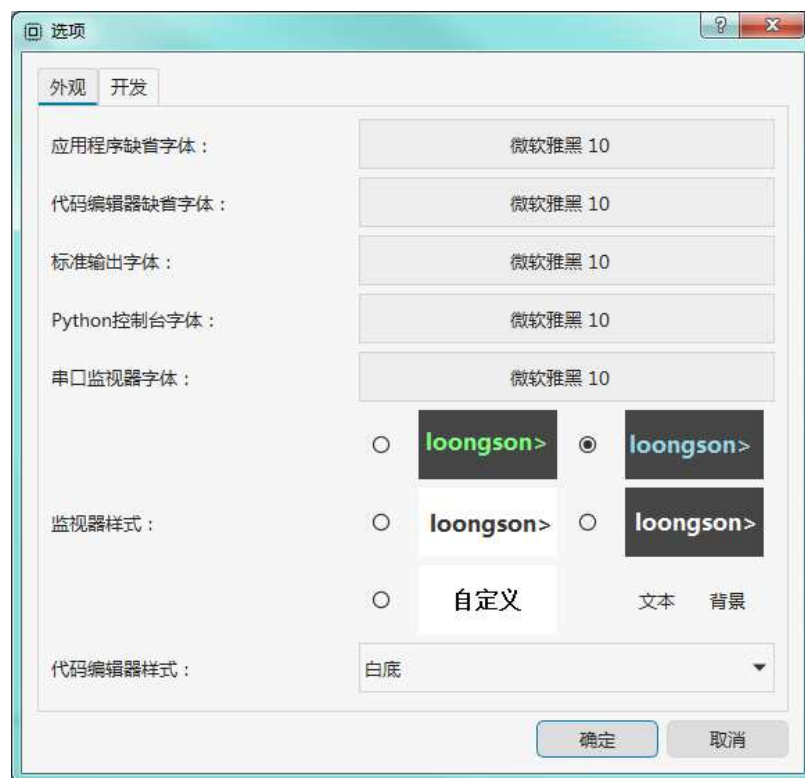 选项
外观 开发
应用程序缺省字体： 微软雅黑 10
代码编辑器缺省字体： 微软雅黑 10
标准输出字体： 微软雅黑 10
Python控制台字体： 微软雅黑 10
串口监视器字体： 微软雅黑 10
loongson> loongson>
监视器样式： loongson> loongson>
自定义 文本 背景
代码编辑器样式： 白底
确定 取消